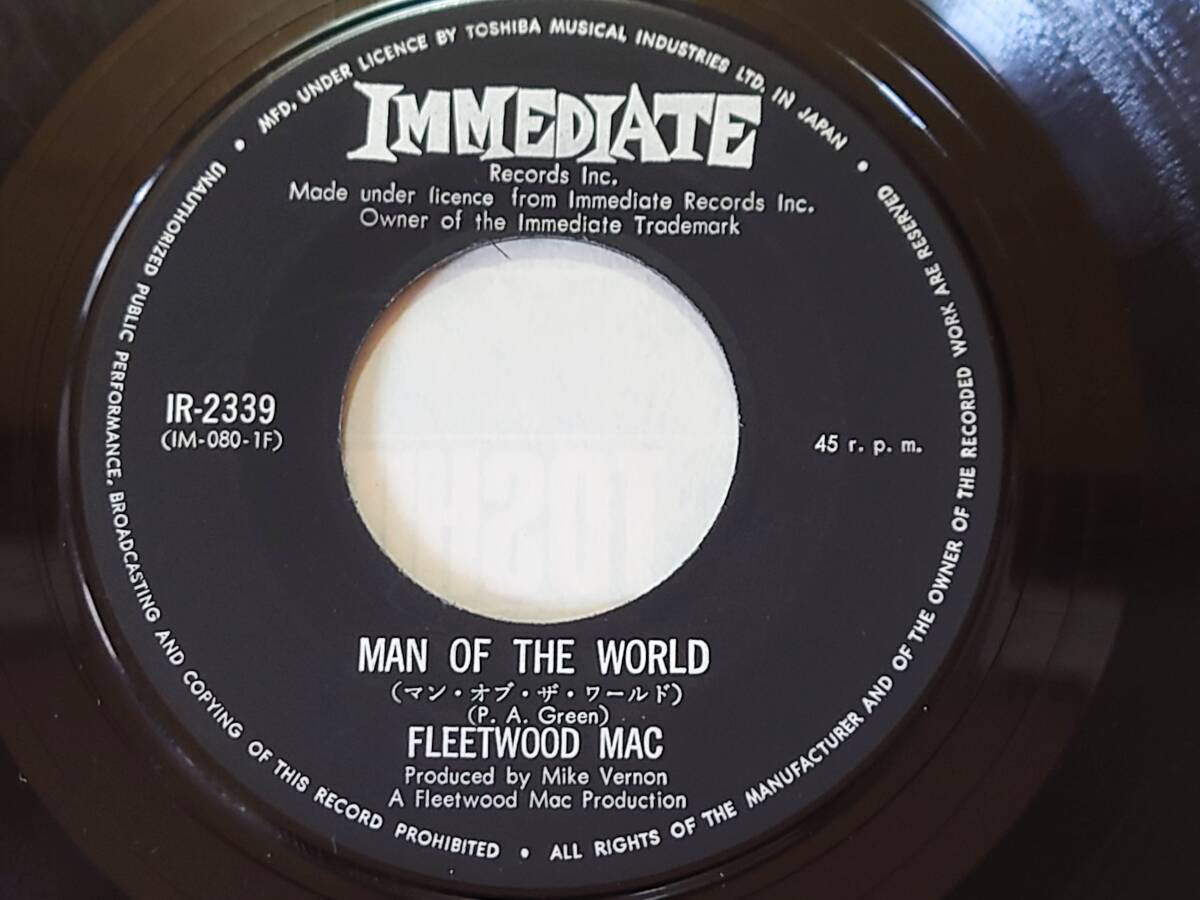 MFD, UNDER LICENCE BY TOSHIBA MUSICAL INDUSTRIES LTD. IN JAPAN
IMMEDIATE
Records Inc.
Made under licence from Immediate Records Inc.
Owner of the Immediate Trademark
IR-2339
(IM-080-1F)
45 r. p. m.
MAN OF THE WORLD
(マン・オブ・ザ・ワールド)
(P. A. Green)
FLEETWOOD MAC
Produced by Mike Vernon
A Fleetwood Mac Production
UNAUTHORIZED PUBLIC PERFORMANCE, BROADCASTING AND COPYING OF THIS RECORD PROHIBITED • ALL RIGHTS OF THE MANUFACTURER AND OF THE OWNER OF THE RECORDED WORK ARE RESERVED